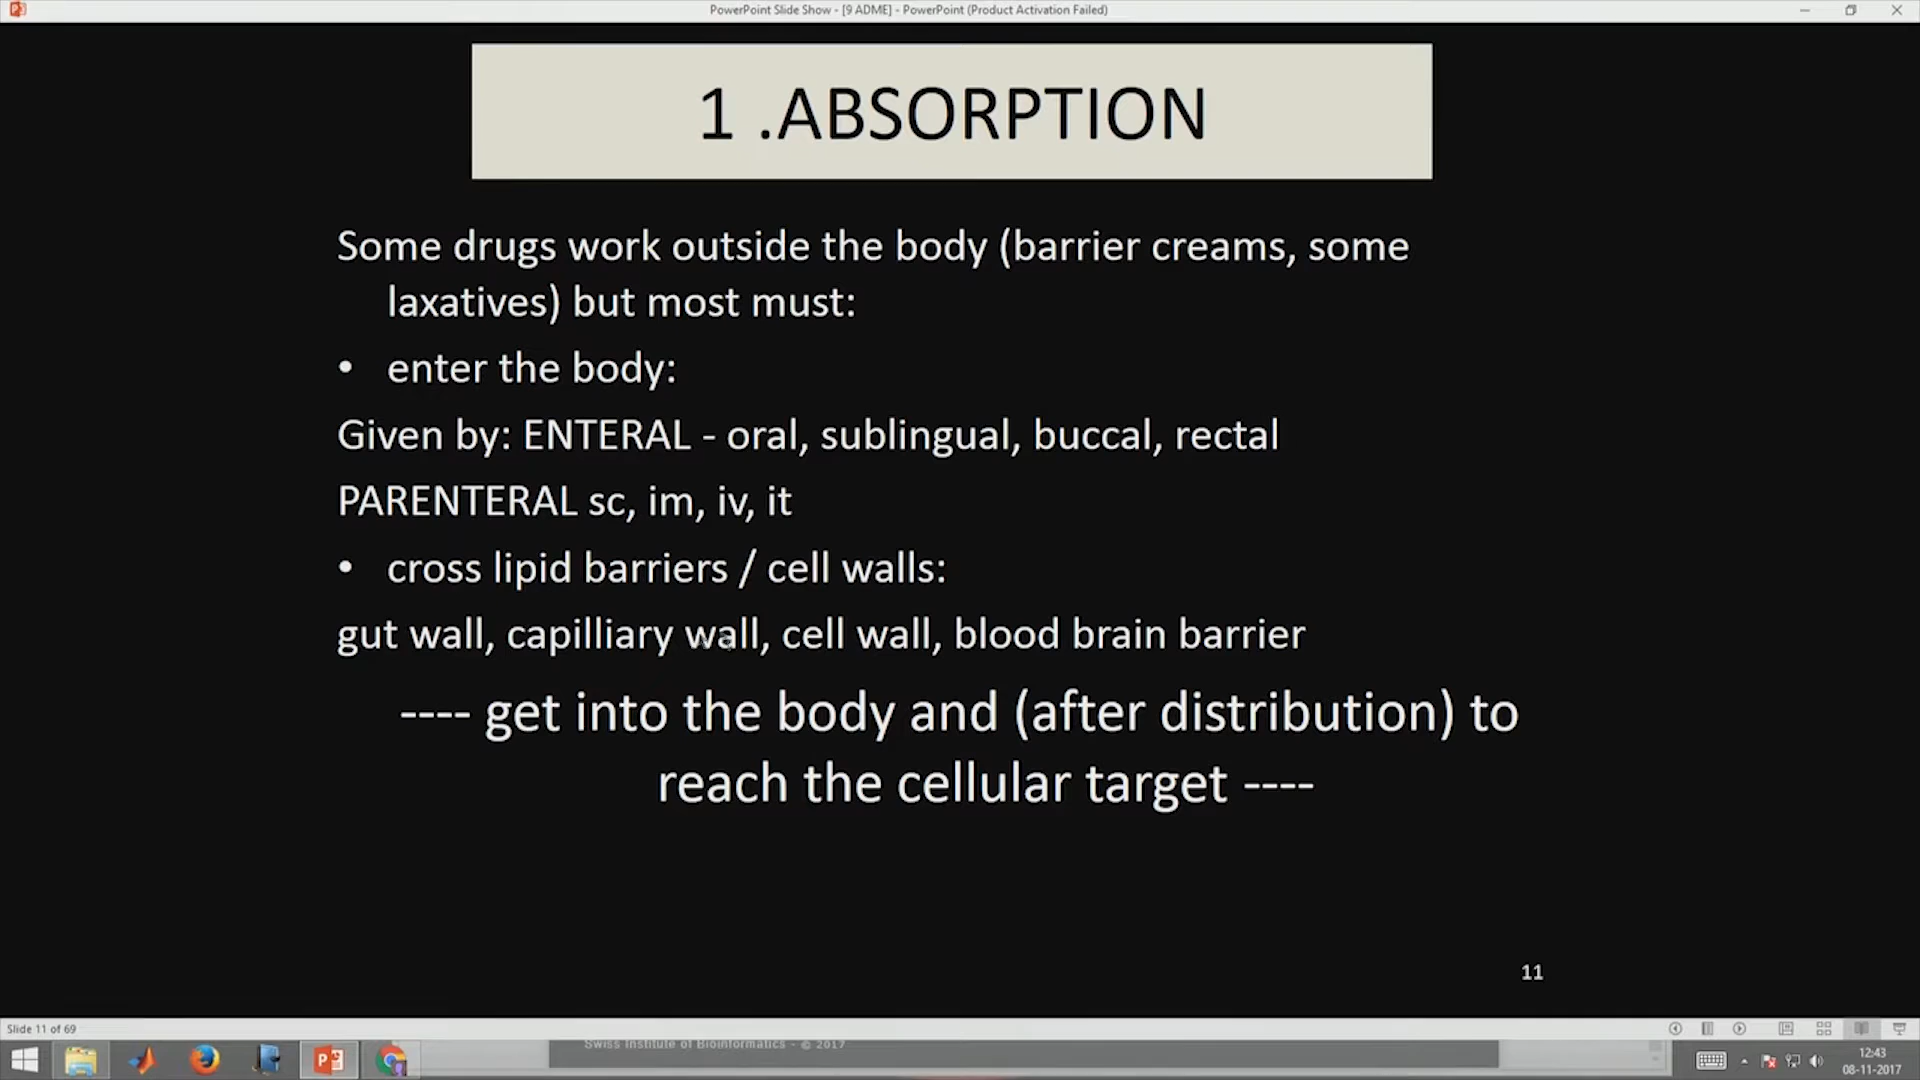 PowerPoint Slide Show - [9 ADME] - PowerPoint (Product Activation Failed)
1 .ABSORPTION
Some drugs work outside the body (barrier creams, some
laxatives) but most must:
• enter the body:
Given by: ENTERAL - oral, sublingual, buccal, rectal
PARENTERAL sc, im, iv, it
• cross lipid barriers / cell walls:
gut wall, capilliary wall, cell wall, blood brain barrier
---- get into the body and (after distribution) to
reach the cellular target ----
11
Slide 11 of 69
Swiss Institute of Bioinformatics - © 2017
12:43
08-11-2017